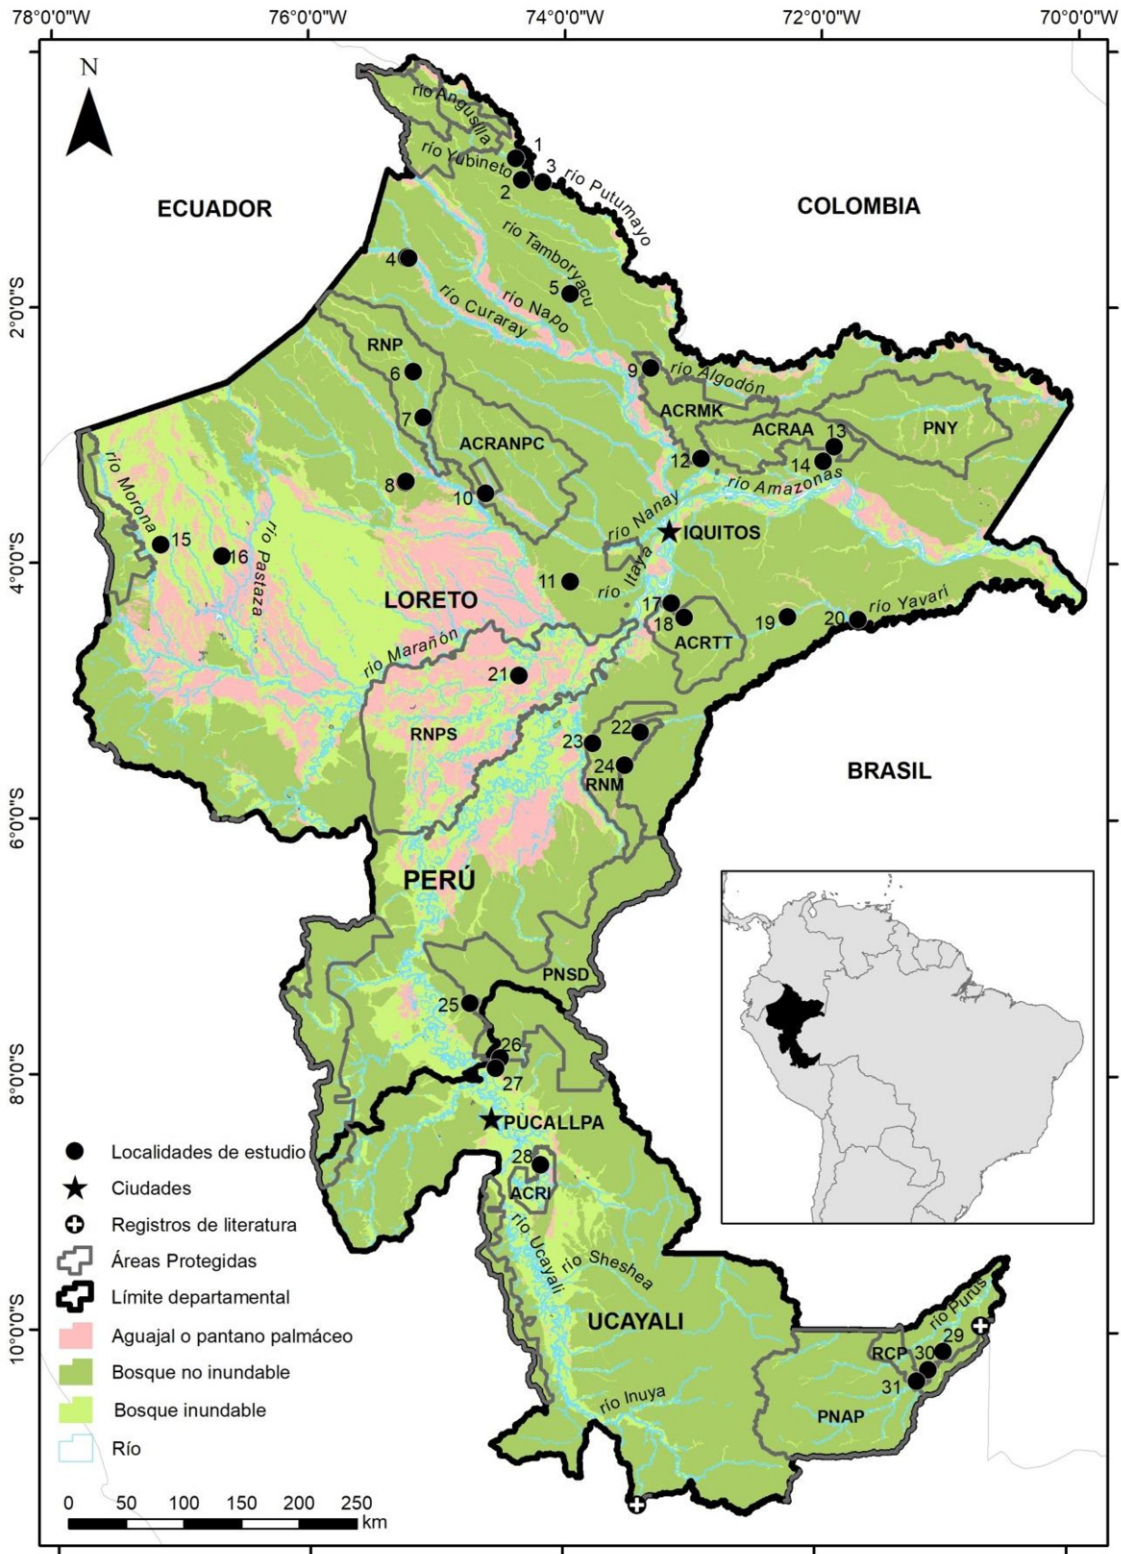 78°0'0"W
76°0'0"W
74°0'0"W
72°0'0"W
70°0'0"W
N
río Angusilla
río Yubineto
1
2
3
río Putumayo
ECUADOR
COLOMBIA
río Tamboryacu
4
5
río Curaray
río Napo
2°0'0"S
RNP
6
7
9
río Algodón
ACRMK
ACRAA
13
PNY
ACRANPC
12
14
río Amazonas
8
10
río Morona
15
16
río Pastaza
río Nanay
IQUITOS
4°0'0"S
11
río Itaya
LORETO
17
18
ACRTT
19
20
río Yavarí
río Marañón
21
RNPS
22
23
24
RNM
BRASIL
6°0'0"S
PERÚ
PNSD
25
26
27
8°0'0"S
PUCALLPA
28
ACRI
río Ucayali
río Sheshea
UCAYALI
río Purús
29
RCP
30
31
10°0'0"S
PNAP
río Inuya
Localidades de estudio
Ciudades
Registros de literatura
Áreas Protegidas
Límite departamental
Aguajal o pantano palmáceo
Bosque no inundable
Bosque inundable
Río
0 50 100 150 200 250
km